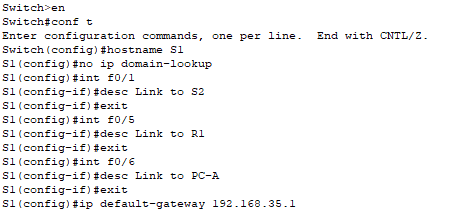 Switch>en
Switch#conf t
Enter configuration commands, one per line.  End with CNTL/Z.
Switch(config)#hostname S1
S1(config)#no ip domain-lookup
S1(config)#int f0/1
S1(config-if)#desc Link to S2
S1(config-if)#exit
S1(config)#int f0/5
S1(config-if)#desc Link to R1
S1(config-if)#exit
S1(config)#int f0/6
S1(config-if)#desc Link to PC-A
S1(config-if)#exit
S1(config)#ip default-gateway 192.168.35.1